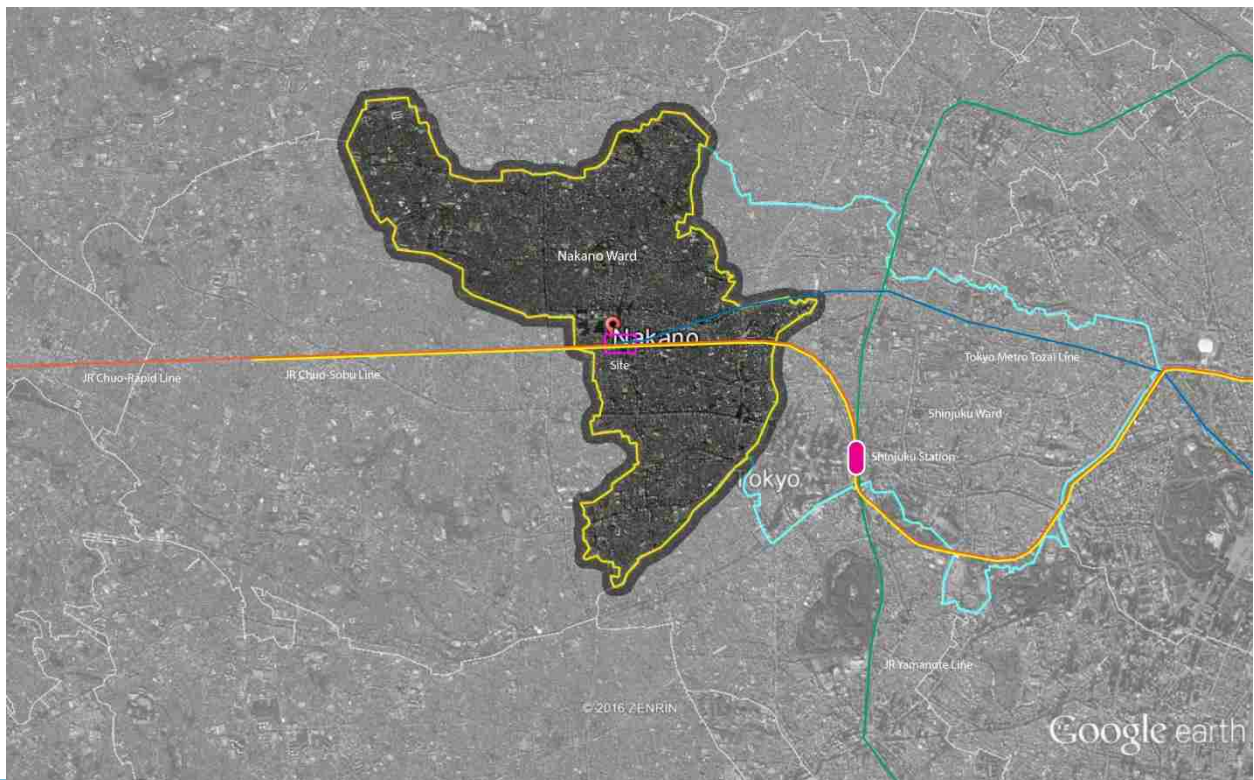 Nakano Ward
Nakano
Site
JR Chuo-Rapid Line
JR Chuo-Sobu Line
Tokyo Metro Tozai Line
Shinjuku Ward
Shinjuku Station
Tokyo
JR Yamanote Line
© 2016 ZENRIN
Google earth